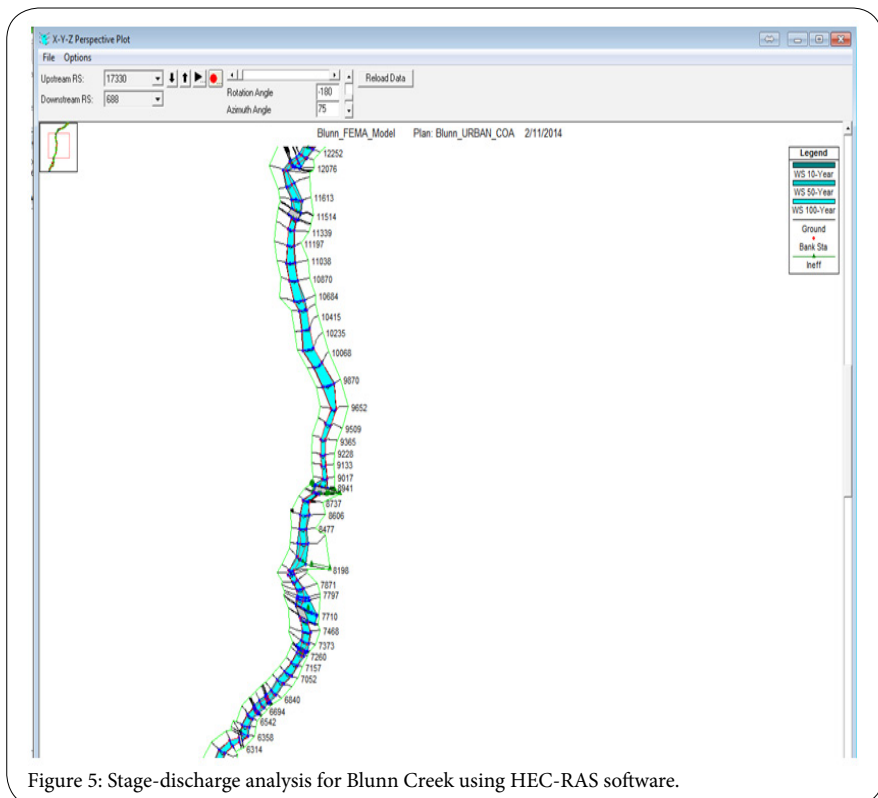 X-Y-Z Perspective Plot
File Options
Upstream RS: 17330
Downstream RS: 688
Rotation Angle -180
Azimuth Angle 75
Reload Data
Blunn_FEMA_Model Plan: Blunn_URBAN_COA 2/11/2014
Legend
WS 10-Year
WS 50-Year
WS 100-Year
Ground
Bank Sta
Ineff
12252
12076
11613
11514
11339
11197
11038
10870
10684
10415
10235
10068
9870
9652
9509
9365
9228
9133
9017
8941
8737
8606
8477
8198
7871
7797
7710
7468
7373
7260
7157
7052
6840
6694
6542
6358
6314
Figure 5: Stage-discharge analysis for Blunn Creek using HEC-RAS software.